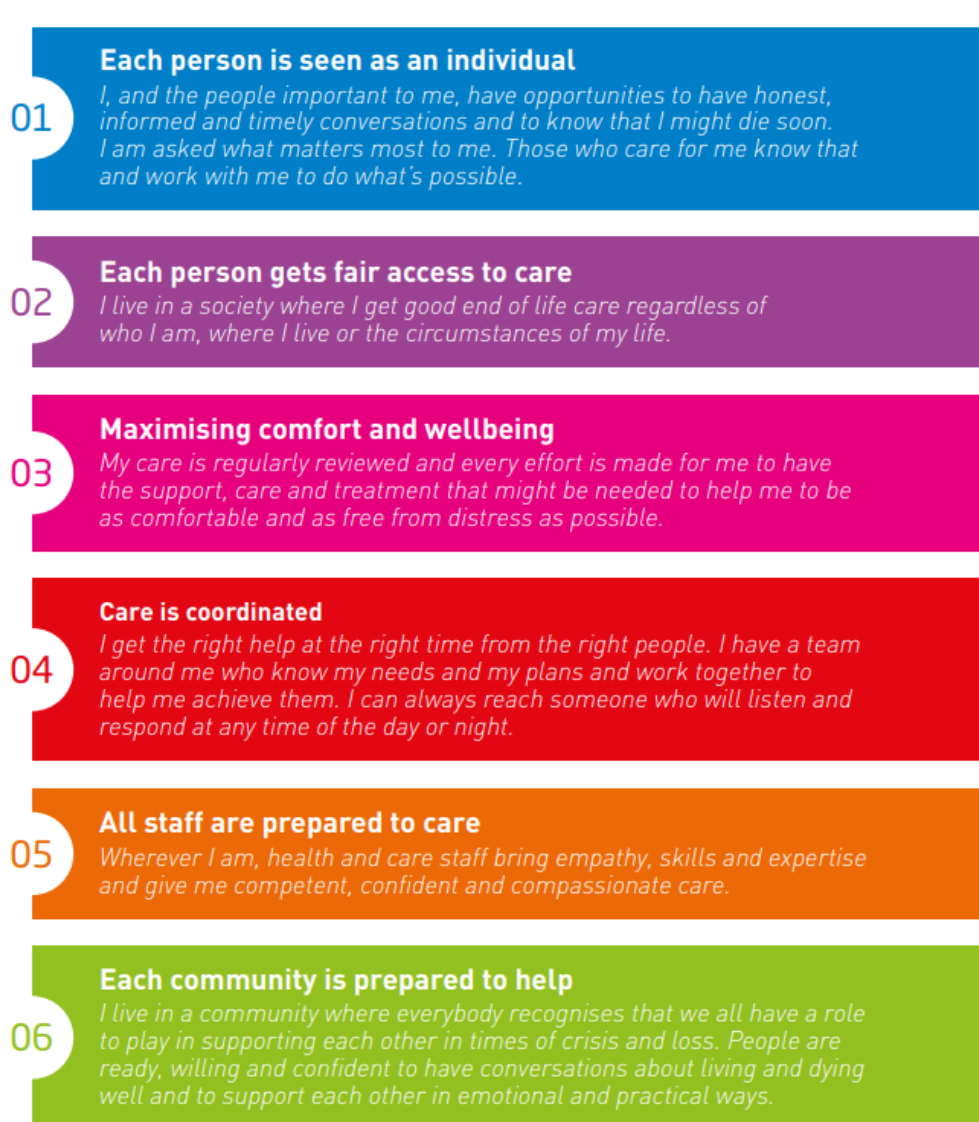 01
Each person is seen as an individual
I, and the people important to me, have opportunities to have honest,
informed and timely conversations and to know that I might die soon.
I am asked what matters most to me. Those who care for me know that
and work with me to do what's possible.
02
Each person gets fair access to care
I live in a society where I get good end of life care regardless of
who I am, where I live or the circumstances of my life.
03
Maximising comfort and wellbeing
My care is regularly reviewed and every effort is made for me to have
the support, care and treatment that might be needed to help me to be
as comfortable and as free from distress as possible.
04
Care is coordinated
I get the right help at the right time from the right people. I have a team
around me who know my needs and my plans and work together to
help me achieve them. I can always reach someone who will listen and
respond at any time of the day or night.
05
All staff are prepared to care
Wherever I am, health and care staff bring empathy, skills and expertise
and give me competent, confident and compassionate care.
06
Each community is prepared to help
I live in a community where everybody recognises that we all have a role
to play in supporting each other in times of crisis and loss. People are
ready, willing and confident to have conversations about living and dying
well and to support each other in emotional and practical ways.